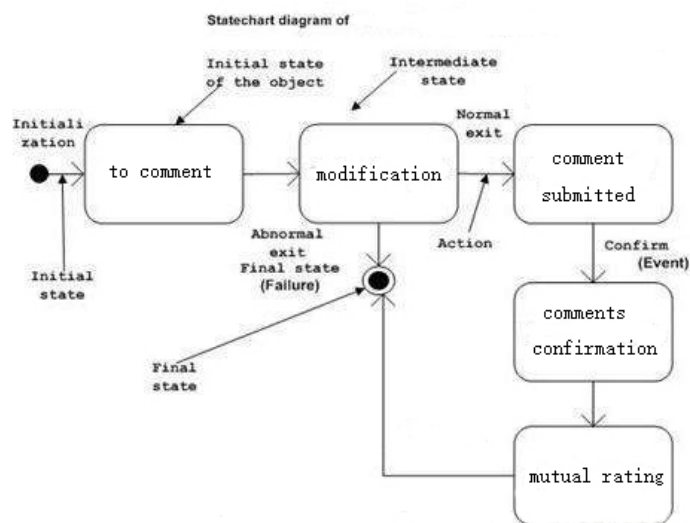 Statechart diagram of
Initial state
of the object
Intermediate
state
Initiali
zation
Normal
exit
to comment
modification
comment
submitted
Abnormal
exit
Final state
(Failure)
Action
Confirm
(Event)
Initial
state
comments
confirmation
Final
state
mutual rating